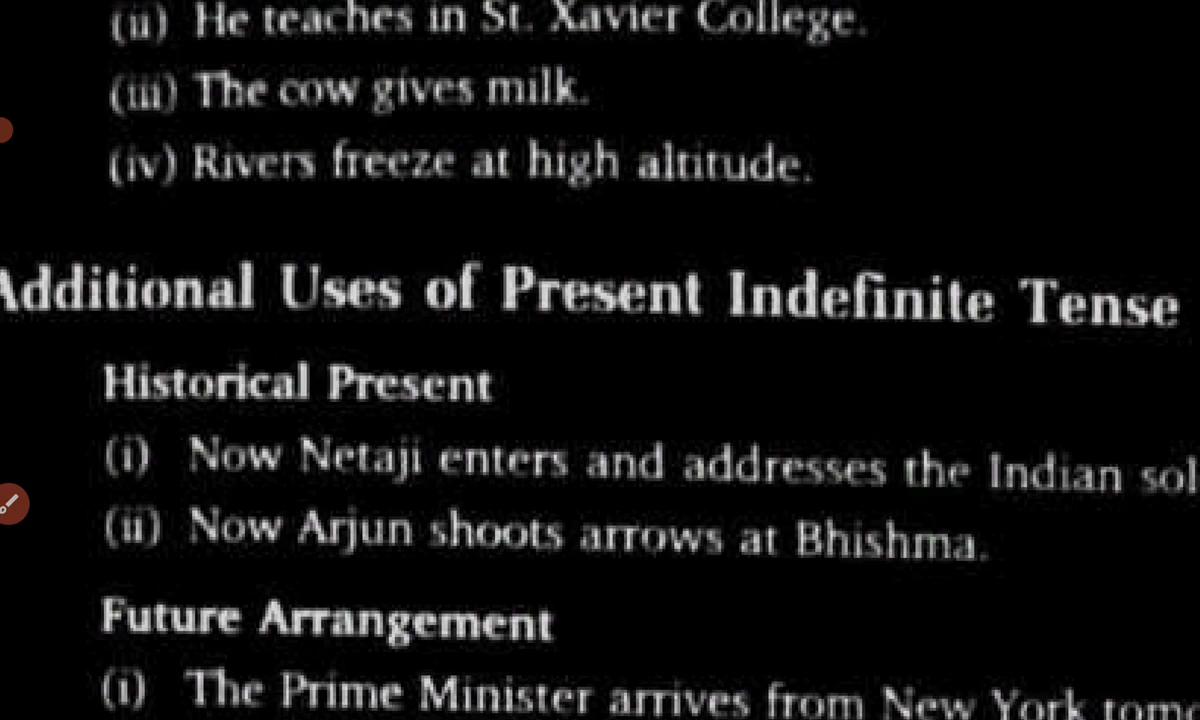 (ii) He teaches in St. Xavier College.
(iii) The cow gives milk.
(iv) Rivers freeze at high altitude.
Additional Uses of Present Indefinite Tense
Historical Present
(i) Now Netaji enters and addresses the Indian
(ii) Now Arjun shoots arrows at Bhishma.
Future Arrangement
(i) The Prime Minister arrives from New York